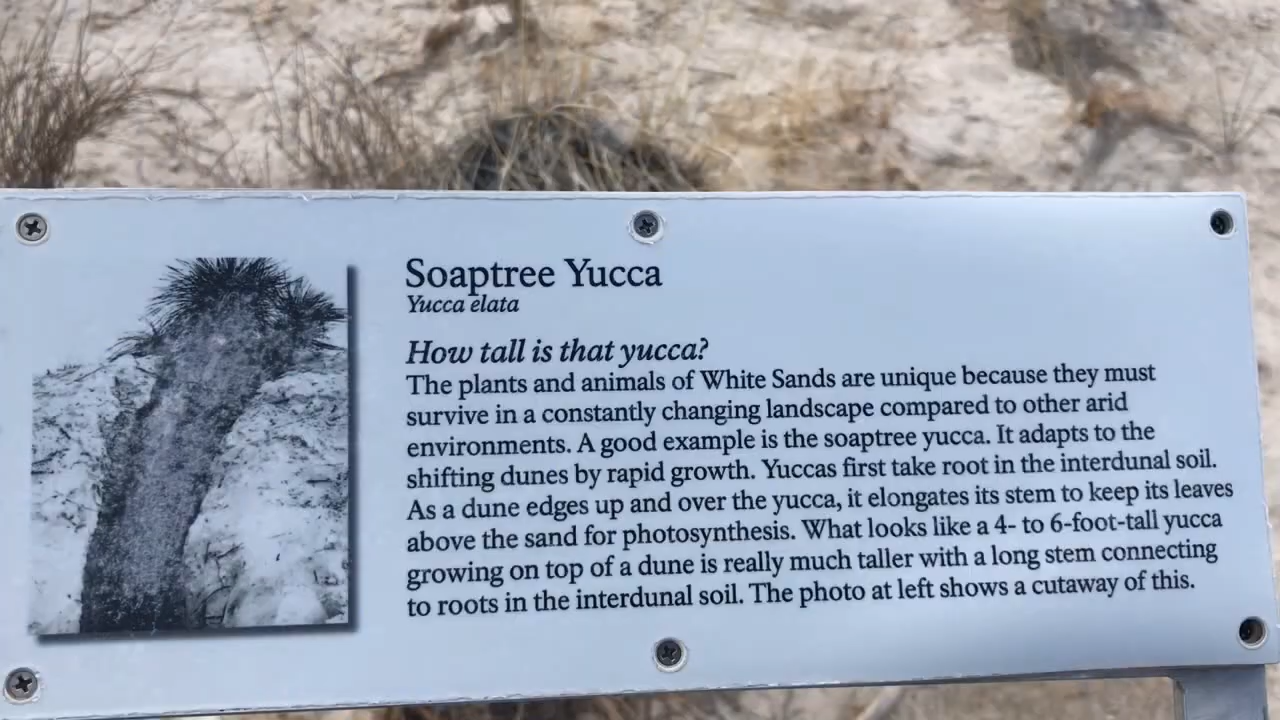 Soaptree Yucca
Yucca elata
How tall is that yucca?
The plants and animals of White Sands are unique because they must
survive in a constantly changing landscape compared to other arid
environments. A good example is the soaptree yucca. It adapts to the
shifting dunes by rapid growth. Yuccas first take root in the interdunal soil.
As a dune edges up and over the yucca, it elongates its stem to keep its leaves
above the sand for photosynthesis. What looks like a 4- to 6-foot-tall yucca
growing on top of a dune is really much taller with a long stem connecting
to roots in the interdunal soil. The photo at left shows a cutaway of this.